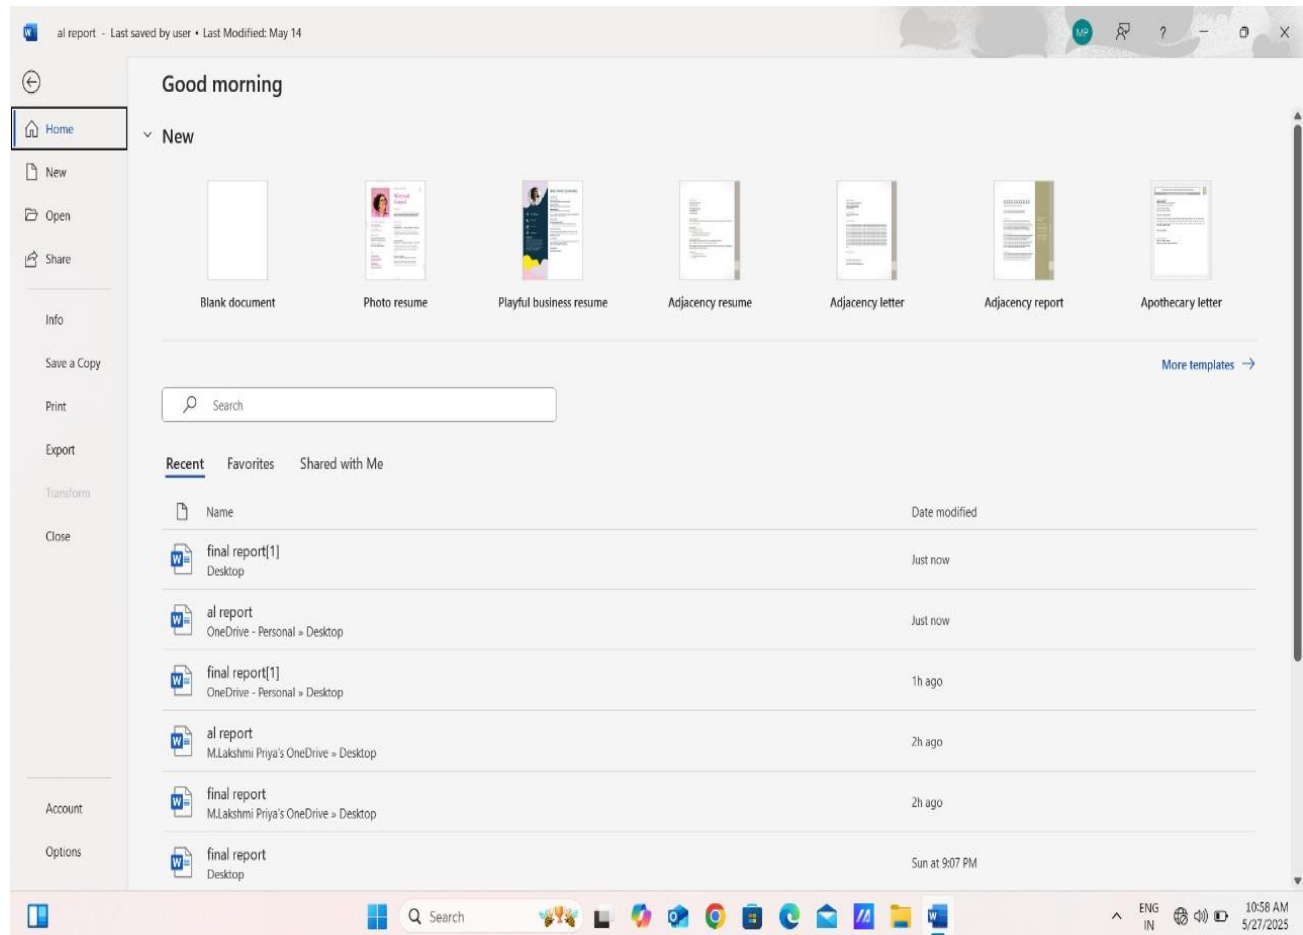 al report - Last saved by user • Last Modified: May 14
MP
?
Good morning
Home
New
New
Open
Share
Info
Save a Copy
Print
Export
Transform
Close
Account
Options
Blank document
Photo resume
Playful business resume
Adjacency resume
Adjacency letter
Adjacency report
Apothecary letter
More templates →
Search
Recent Favorites Shared with Me
Name Date modified
final report[1]
Desktop
Just now
al report
OneDrive - Personal » Desktop
Just now
final report[1]
OneDrive - Personal » Desktop
1h ago
al report
M.Lakshmi Priya's OneDrive » Desktop
2h ago
final report
M.Lakshmi Priya's OneDrive » Desktop
2h ago
final report
Desktop
Sun at 9:07 PM
Search
ENG
IN
10:58 AM
5/27/2025